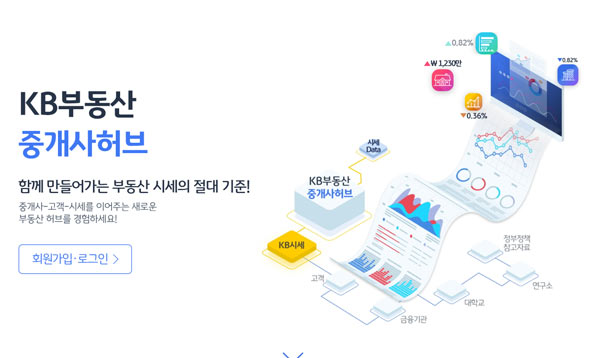 KB부동산
중개사허브
함께 만들어가는 부동산 시세의 절대 기준!
중개사-고객-시세를 이어주는 새로운
부동산 허브를 경험하세요!
회원가입·로그인 >
▲0.82%
▲₩ 1,230만
▼0.82%
▼0.36%
시세
Data
KB부동산
중개사허브
KB시세
고객
금융기관
대학교
연구소
정부정책
참고자료